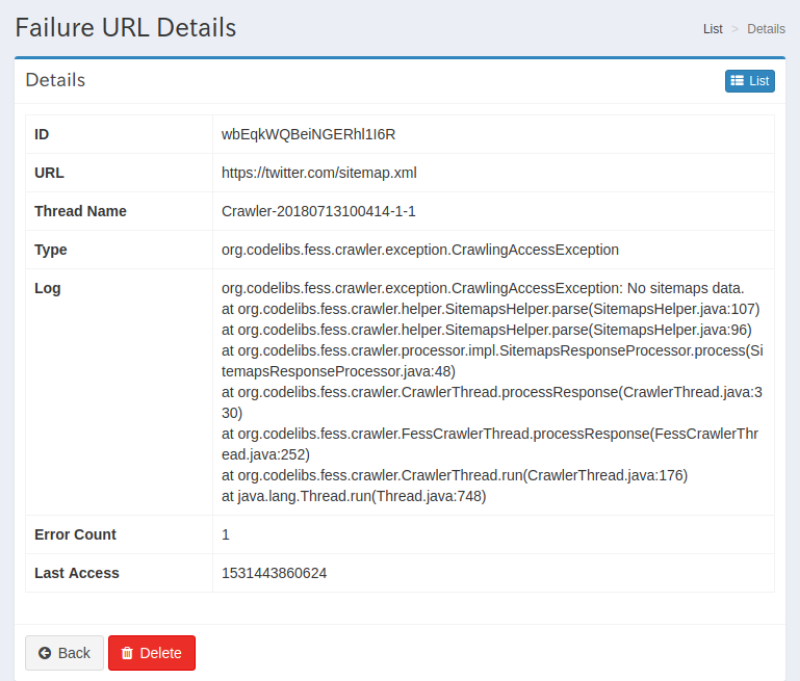 Failure URL Details
List > Details
Details
List
ID wbEqkWQBeiNGERhl1I6R
URL https://twitter.com/sitemap.xml
Thread Name Crawler-20180713100414-1-1
Type org.codelibs.fess.crawler.exception.CrawlingAccessException
Log org.codelibs.fess.crawler.exception.CrawlingAccessException: No sitemaps data.
at org.codelibs.fess.crawler.helper.SitemapsHelper.parse(SitemapsHelper.java:107)
at org.codelibs.fess.crawler.helper.SitemapsHelper.parse(SitemapsHelper.java:96)
at org.codelibs.fess.crawler.processor.impl.SitemapsResponseProcessor.process(Si
temapsResponseProcessor.java:48)
at org.codelibs.fess.crawler.CrawlerThread.processResponse(CrawlerThread.java:3
30)
at org.codelibs.fess.crawler.FessCrawlerThread.processResponse(FessCrawlerThr
ead.java:252)
at org.codelibs.fess.crawler.CrawlerThread.run(CrawlerThread.java:176)
at java.lang.Thread.run(Thread.java:748)
Error Count 1
Last Access 1531443860624
Back Delete